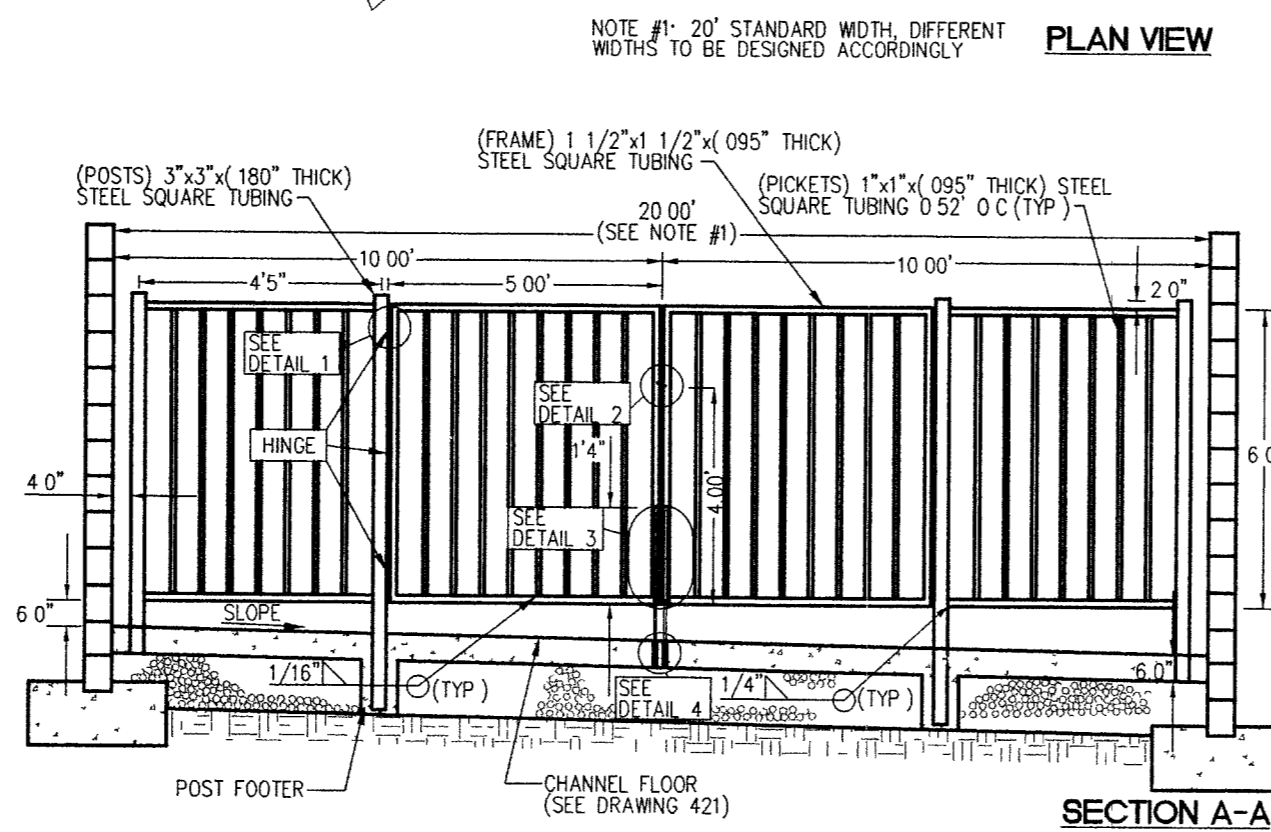 NOTE #1· 20' STANDARD WIDTH, DIFFERENT
WIDTHS TO BE DESIGNED ACCORDINGLY
PLAN VIEW
(FRAME) 1 1/2"x1 1/2"x( 095" THICK)
STEEL SQUARE TUBING
(POSTS) 3"x3"x( 180" THICK)
STEEL SQUARE TUBING
(PICKETS) 1"x1"x( 095" THICK) STEEL
SQUARE TUBING 0 52' O C (TYP )
20 00'
(SEE NOTE #1)
10 00'
10 00'
4'5"
5 00'
2 0"
SEE
DETAIL 1
SEE
DETAIL 2
HINGE
1'4"
4.00'
6 0
4 0"
SEE
DETAIL 3
6 0"
SLOPE
1/16"
(TYP )
SEE
DETAIL 4
1/4"
(TYP )
6.0"
POST FOOTER
CHANNEL FLOOR
(SEE DRAWING 421)
SECTION A-A